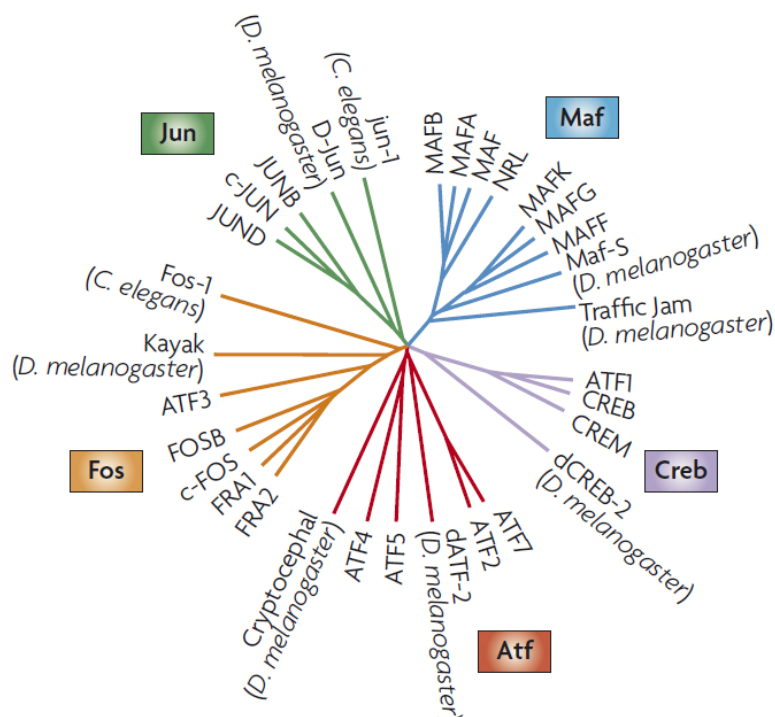 Jun
JUND
c-JUN
JUNB
D-Jun
(D. melanogaster)
jun-1
(C. elegans)
Maf
MAFB
MAFA
MAF
NRL
MAFK
MAFG
MAFF
Maf-S
(D. melanogaster)
Traffic Jam
(D. melanogaster)
Creb
ATF1
CREB
CREM
dCREB-2
(D. melanogaster)
Atf
ATF7
ATF2
dATF-2
(D. melanogaster)
ATF5
ATF4
Cryptocephal
(D. melanogaster)
Fos
FRA2
FRA1
c-FOS
FOSB
ATF3
Kayak
(D. melanogaster)
Fos-1
(C. elegans)